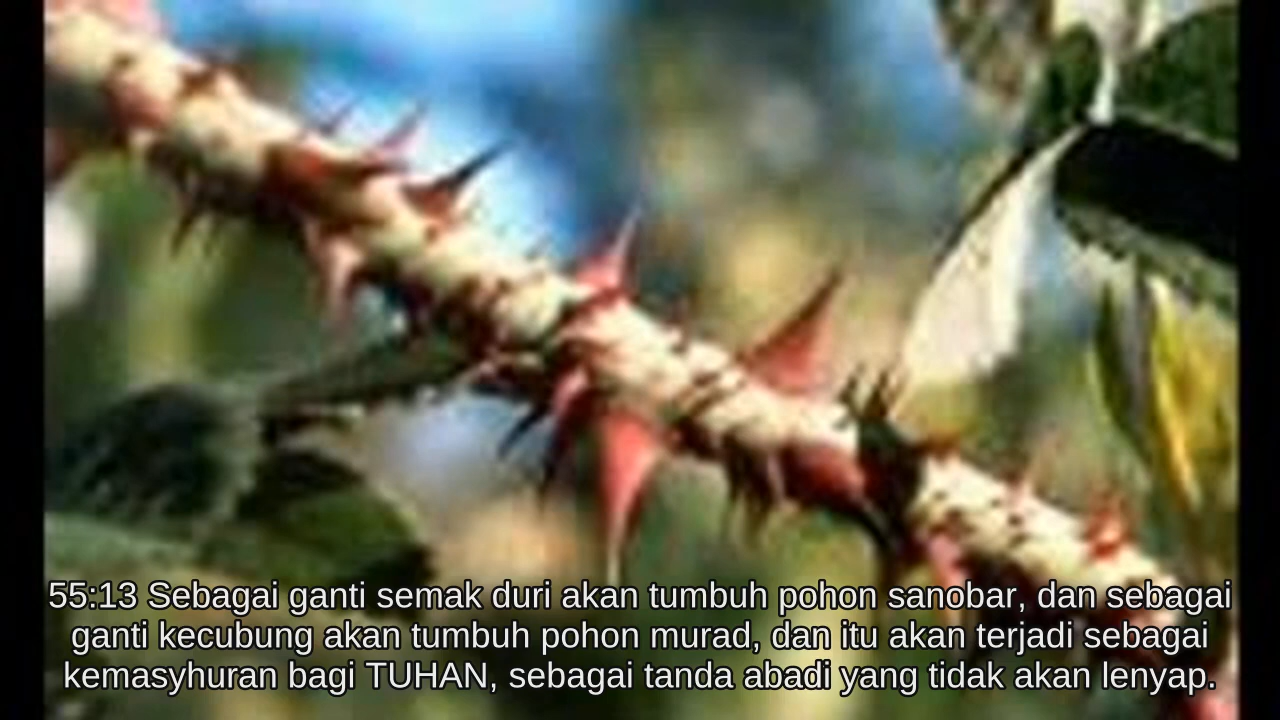 55:13 Sebagai ganti semak duri akan tumbuh pohon sanobar, dan sebagai
ganti kecubung akan tumbuh pohon murad, dan itu akan terjadi sebagai
kemasyhuran bagi TUHAN, sebagai tanda abadi yang tidak akan lenyap.